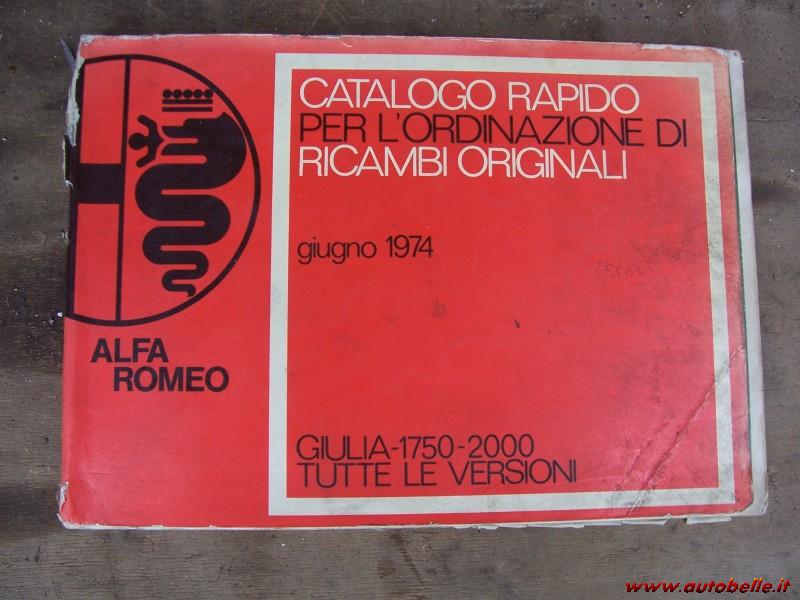 CATALOGO RAPIDO
PER L'ORDINAZIONE DI
RICAMBI ORIGINALI
giugno 1974
ALFA
ROMEO
GIULIA-1750-2000
TUTTE LE VERSIONI
www.autobelle.it